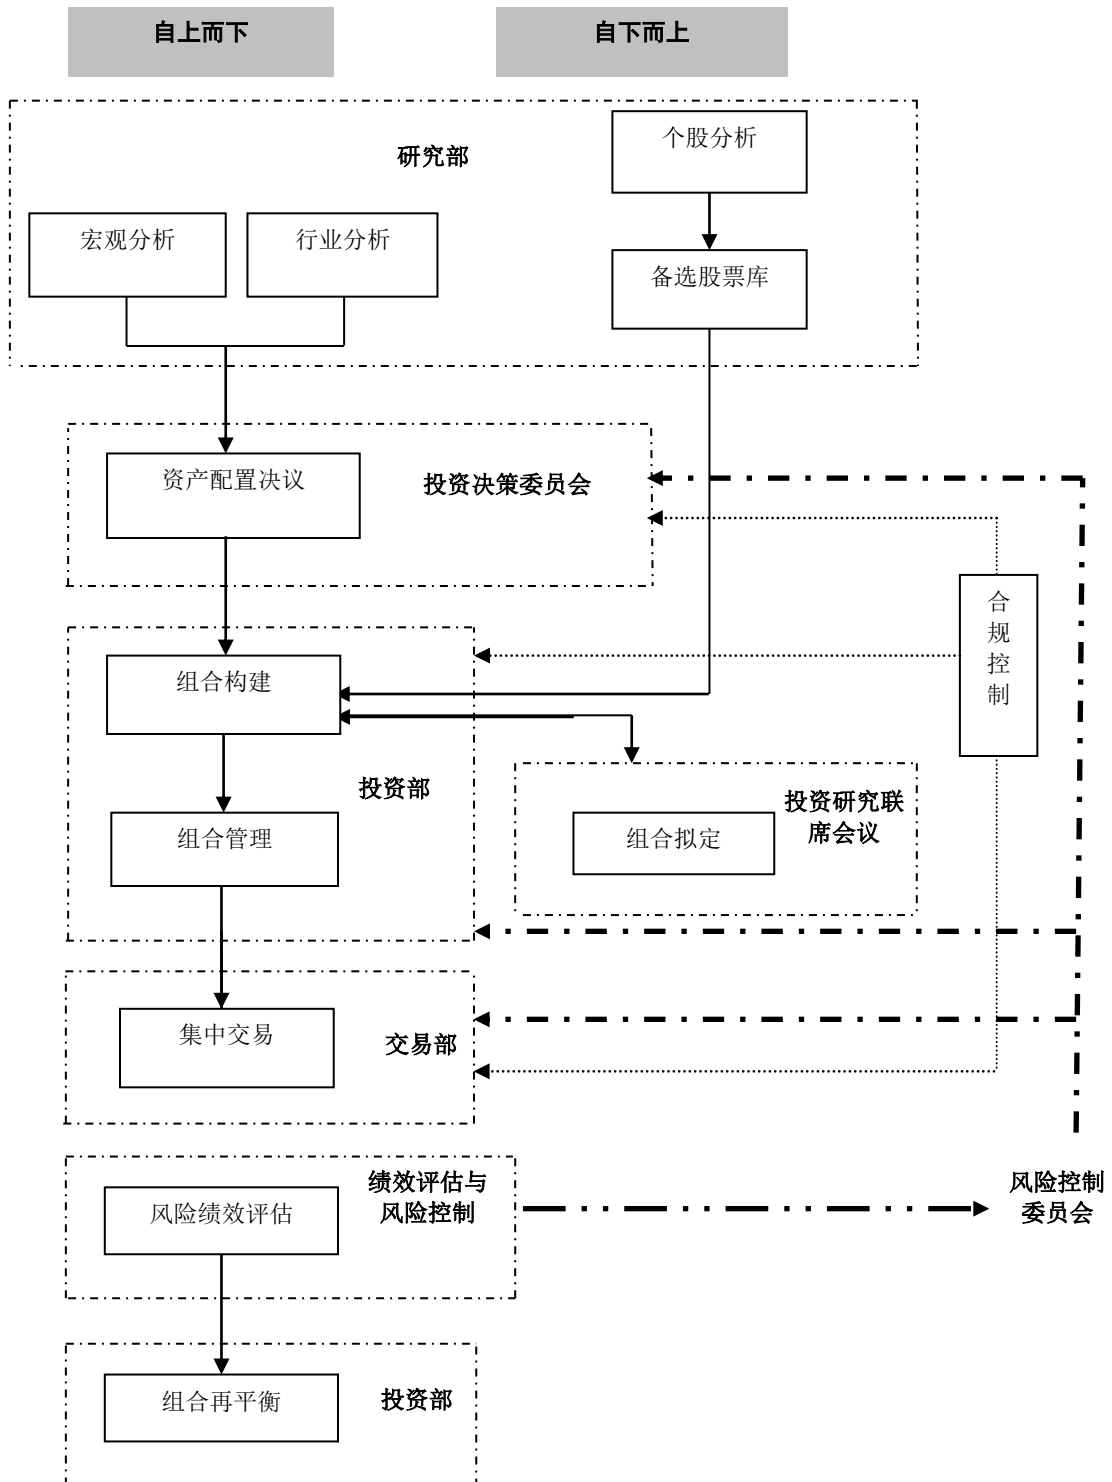 自上而下
自下而上
个股分析
研究部
宏观分析
行业分析
备选股票库
资产配置决议
投资决策委员会
合
规
控
制
组合构建
投资部
投资研究联
席会议
组合管理
组合拟定
集中交易
交易部
绩效评估与
风险控制
风险绩效评估
风险控制
委员会
组合再平衡
投资部